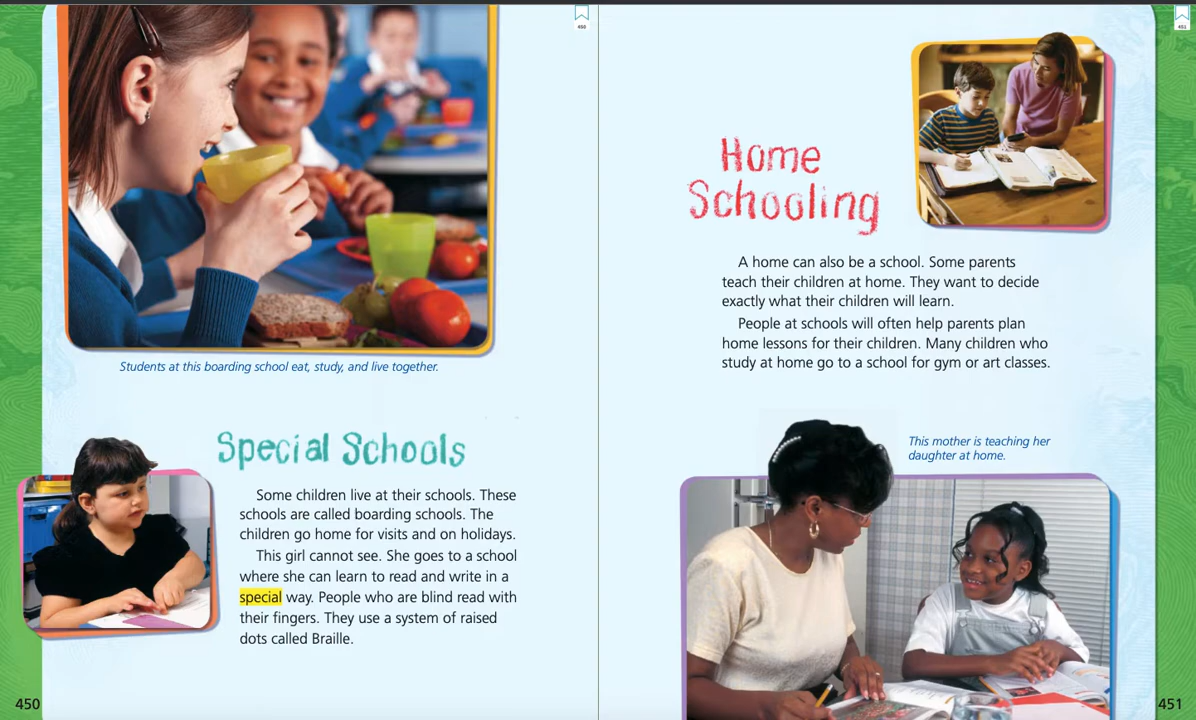 450
Students at this boarding school eat, study, and live together.
Special Schools
Some children live at their schools. These
schools are called boarding schools. The
children go home for visits and on holidays.
This girl cannot see. She goes to a school
where she can learn to read and write in a
special way. People who are blind read with
their fingers. They use a system of raised
dots called Braille.
450
451
Home
Schooling
A home can also be a school. Some parents
teach their children at home. They want to decide
exactly what their children will learn.
People at schools will often help parents plan
home lessons for their children. Many children who
study at home go to a school for gym or art classes.
This mother is teaching her
daughter at home.
451